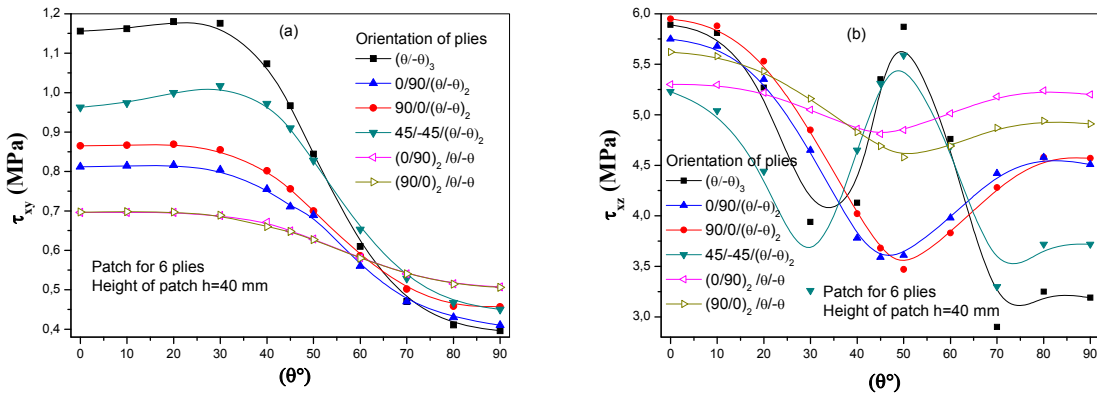 (a)
Orientation of plies
(θ/-θ)3
0/90/(θ/-θ)2
90/0/(θ/-θ)2
45/-45/(θ/-θ)2
(0/90)2 /θ/-θ
(90/0)2 /θ/-θ
Patch for 6 plies
Height of patch h=40 mm
τxy (MPa)
1,2
1,1
1,0
0,9
0,8
0,7
0,6
0,5
0,4
0 10 20 30 40 50 60 70 80 90
(θ°)
(b)
Orientation of plies
(θ/-θ)3
0/90/(θ/-θ)2
90/0/(θ/-θ)2
45/-45/(θ/-θ)2
(0/90)2 /θ/-θ
(90/0)2 /θ/-θ
Patch for 6 plies
Height of patch h=40 mm
τxz (MPa)
6,0
5,5
5,0
4,5
4,0
3,5
3,0
0 10 20 30 40 50 60 70 80 90
(θ°)